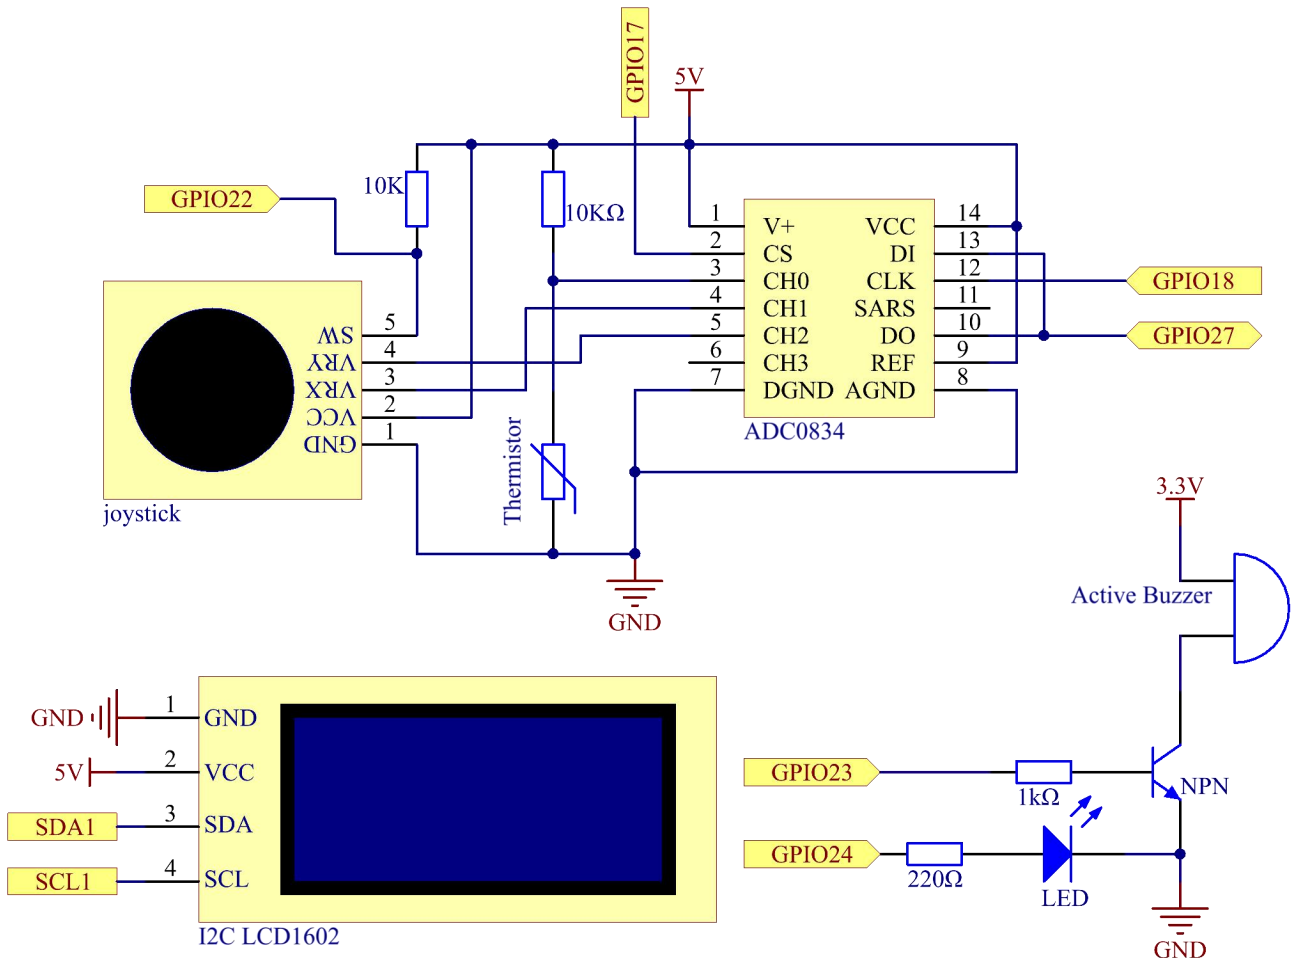 GPIO17
5V
10K
GPIO22
10KΩ
1 V+
2 CS
3 CH0
4 CH1
5 CH2
6 CH3
7 DGND
VCC 14
DI 13
CLK 12
SARS 11
DO 10
REF 9
AGND 8
ADC0834
GPIO18
GPIO27
SW 5
VRY 4
VRX 3
VCC 2
GND 1
joystick
Thermistor
GND
3.3V
Active Buzzer
GND 1 GND
5V 2 VCC
SDA1 3 SDA
SCL1 4 SCL
I2C LCD1602
GPIO23
1kΩ
NPN
GPIO24
220Ω
LED
GND